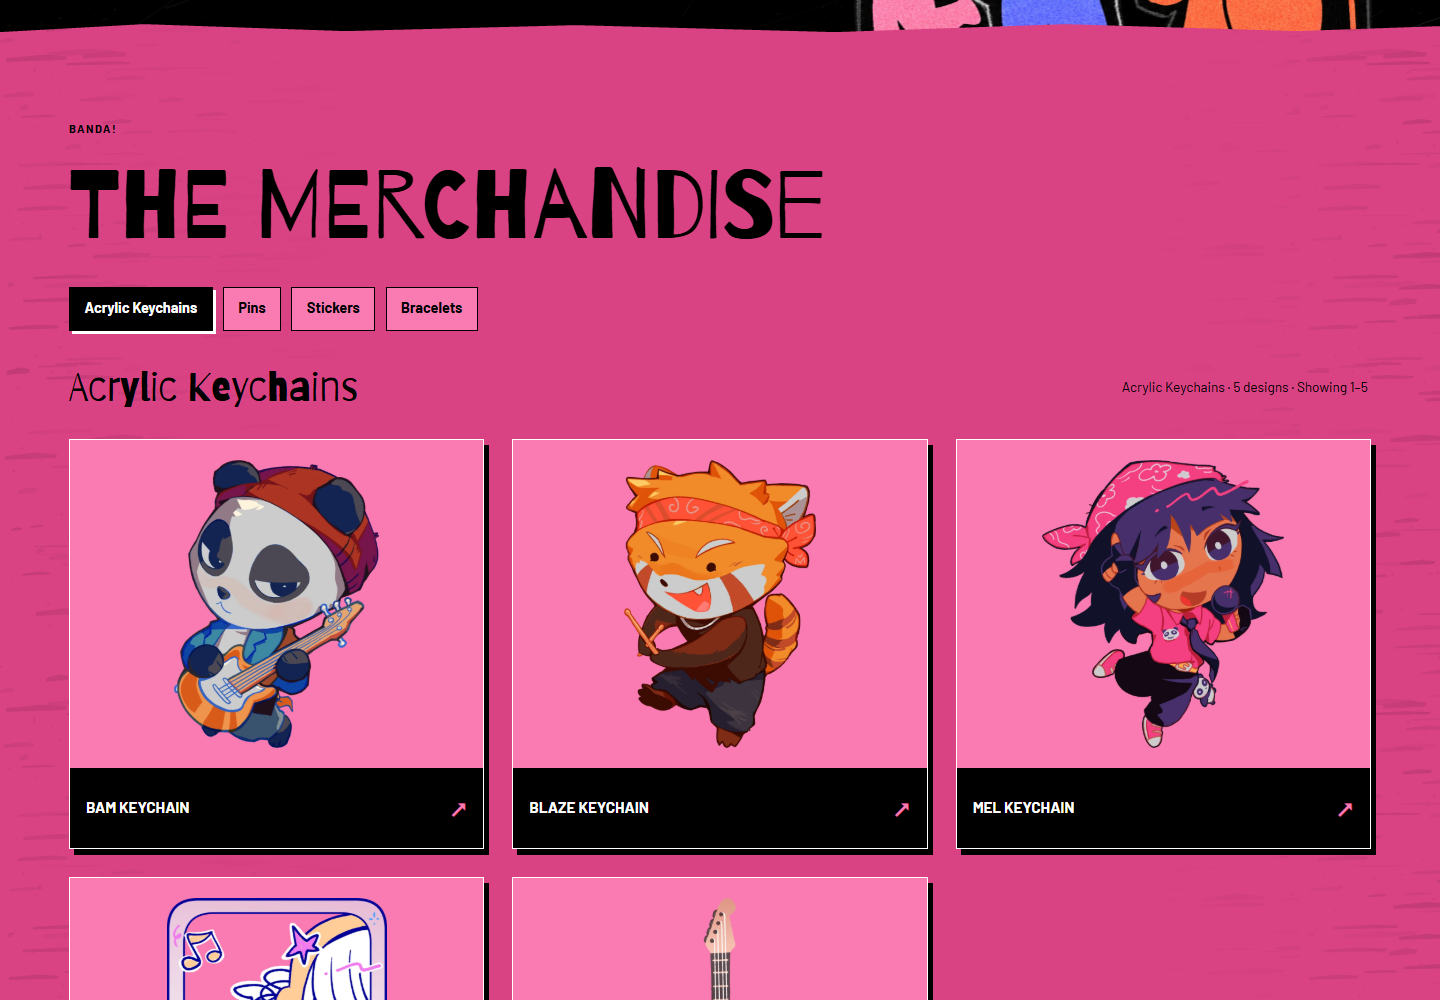 BANDA!
THE MERCHANDISE
Acrylic Keychains
Pins
Stickers
Bracelets
Acrylic Keychains
Acrylic Keychains · 5 designs · Showing 1–5
BAM KEYCHAIN
BLAZE KEYCHAIN
MEL KEYCHAIN